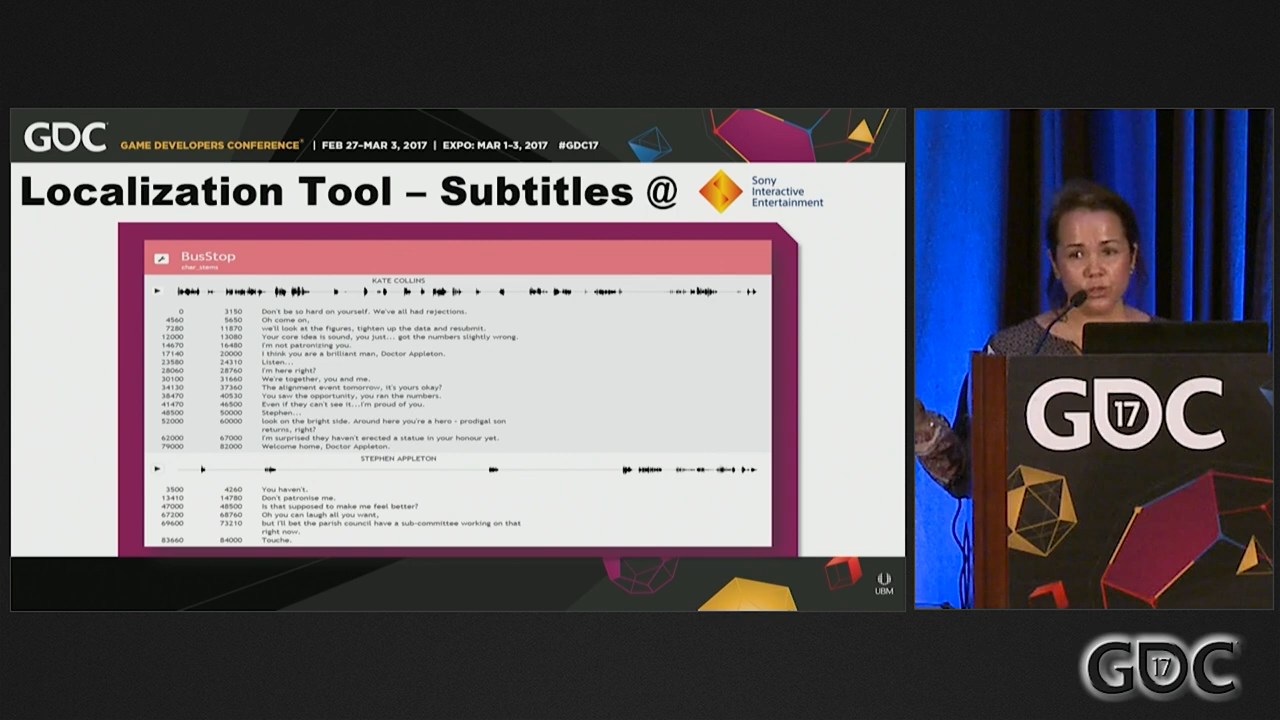 GDC GAME DEVELOPERS CONFERENCE® | FEB 27–MAR 3, 2017 | EXPO: MAR 1–3, 2017 #GDC17
Localization Tool – Subtitles @ Sony Interactive Entertainment
BusStop
char_stems
KATE COLLINS
0 3150 Don't be so hard on yourself. We've all had rejections.
4560 5650 Oh come on,
7280 11870 we'll look at the figures, tighten up the data and resubmit.
12000 13080 Your core idea is sound, you just... got the numbers slightly wrong.
14670 16480 I'm not patronizing you.
17140 20000 I think you are a brilliant man, Doctor Appleton.
23580 24310 Listen...
28060 28760 I'm here right?
30100 31660 We're together, you and me.
34130 37360 The alignment event tomorrow, it's yours okay?
38470 40530 You saw the opportunity, you ran the numbers.
41470 46500 Even if they can't see it...I'm proud of you.
48500 50000 Stephen...
52000 60000 look on the bright side. Around here you're a hero - prodigal son
returns, right?
62000 67000 I'm surprised they haven't erected a statue in your honour yet.
79000 82000 Welcome home, Doctor Appleton.
STEPHEN APPLETON
3500 4260 You haven't.
13410 14780 Don't patronise me.
47000 48500 Is that supposed to make me feel better?
67200 68760 Oh you can laugh all you want,
69600 73210 but I'll bet the parish council have a sub-committee working on that
right now.
83660 84000 Touche.
UBM
GDC 17
GDC 17